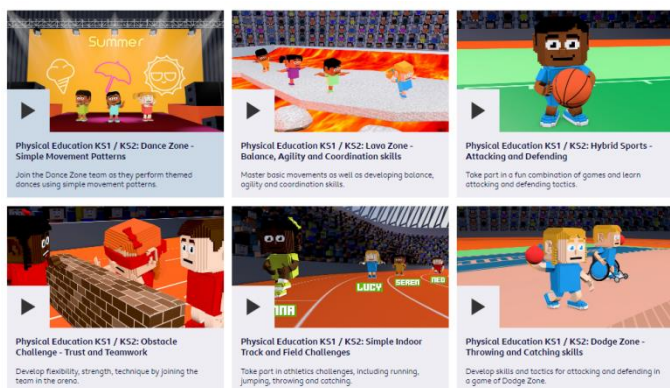 Summer
Physical Education KS1 / KS2: Dance Zone -
Simple Movement Patterns
Join the Dance Zone team as they perform themed
dances using simple movement patterns.
Physical Education KS1 / KS2: Lava Zone -
Balance, Agility and Coordination skills
Master basic movements as well as developing balance,
agility and coordination skills.
Physical Education KS1 / KS2: Hybrid Sports -
Attacking and Defending
Take part in a fun combination of games and learn
attacking and defending tactics.
Physical Education KS1 / KS2: Obstacle
Challenge - Trust and Teamwork
Develop flexibility, strength, technique by joining the
team in the arena.
NNA
LUCY
SEREN
NEO
Physical Education KS1 / KS2: Simple Indoor
Track and Field Challenges
Take part in athletics challenges, including running,
jumping, throwing and catching.
Physical Education KS1 / KS2: Dodge Zone -
Throwing and Catching skills
Develop skills and tactics for attacking and defending in
a game of Dodge Zone.